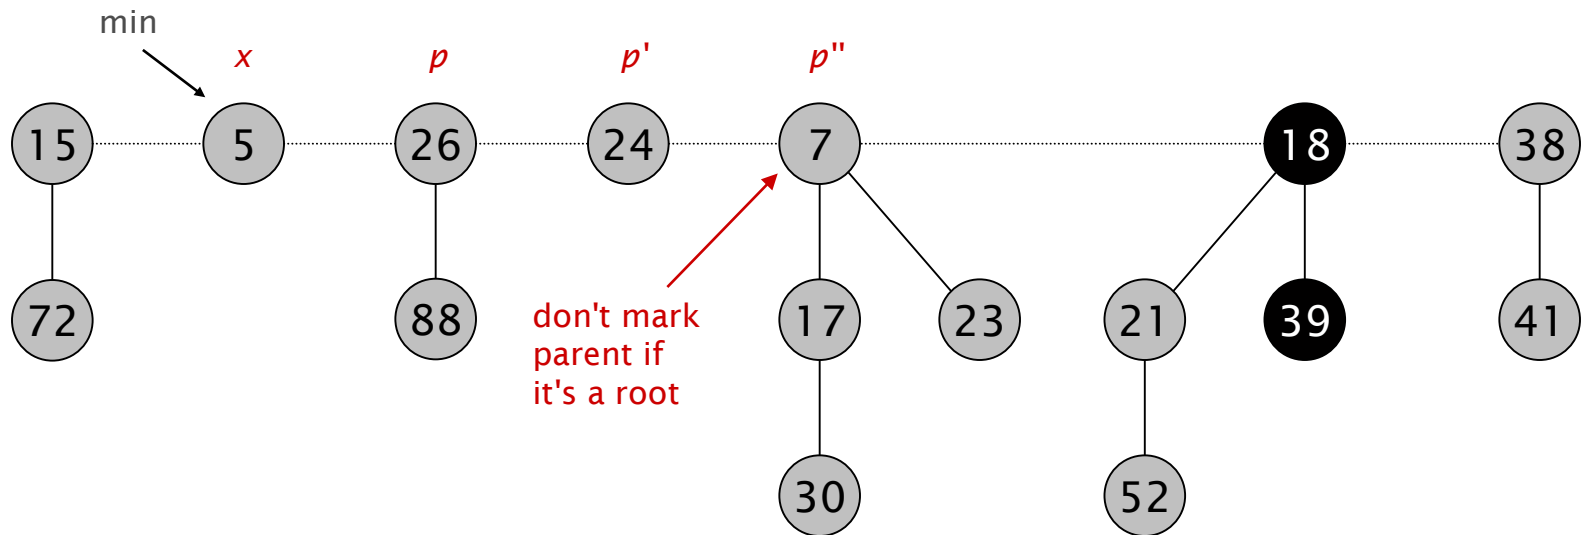 min
x p p' p"
15 5 26 24 7 18 38
72 88 17 23 21 39 41
don't mark
parent if
it's a root
30 52